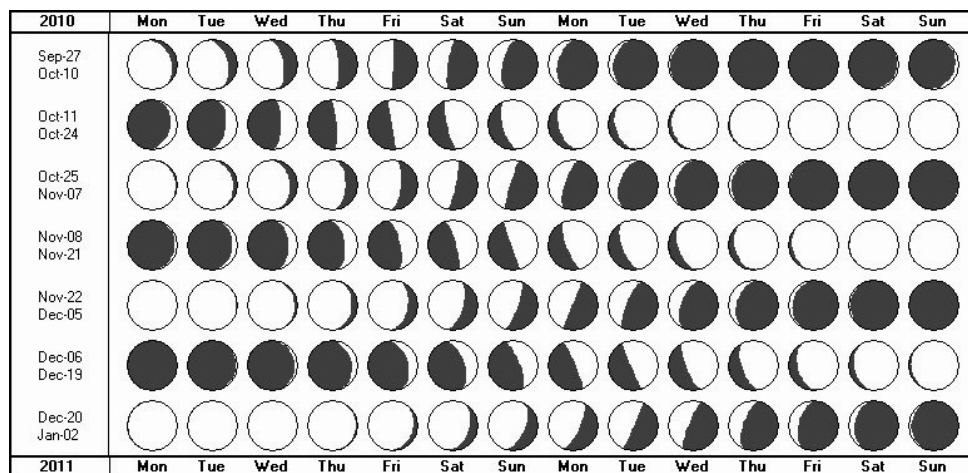 2010 Mon Tue Wed Thu Fri Sat Sun Mon Tue Wed Thu Fri Sat Sun
Sep-27
Oct-10
Oct-11
Oct-24
Oct-25
Nov-07
Nov-08
Nov-21
Nov-22
Dec-05
Dec-06
Dec-19
Dec-20
Jan-02
2011 Mon Tue Wed Thu Fri Sat Sun Mon Tue Wed Thu Fri Sat Sun